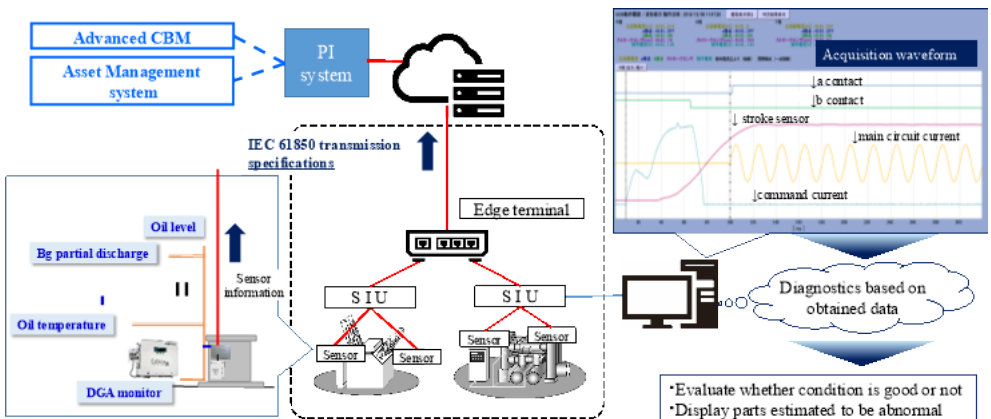 Advanced CBM
Asset Management
system
PI
system
IEC 61850 transmission
specifications
Edge terminal
SIU
SIU
Sensor
Sensor
Sensor
Sensor
Oil level
Bg partial discharge
Sensor
information
Oil temperature
DGA monitor
Acquisition waveform
↓a contact
↓b contact
↓ stroke sensor
↓main circuit current
↓command current
Diagnostics based on
obtained data
•Evaluate whether condition is good or not
•Display parts estimated to be abnormal